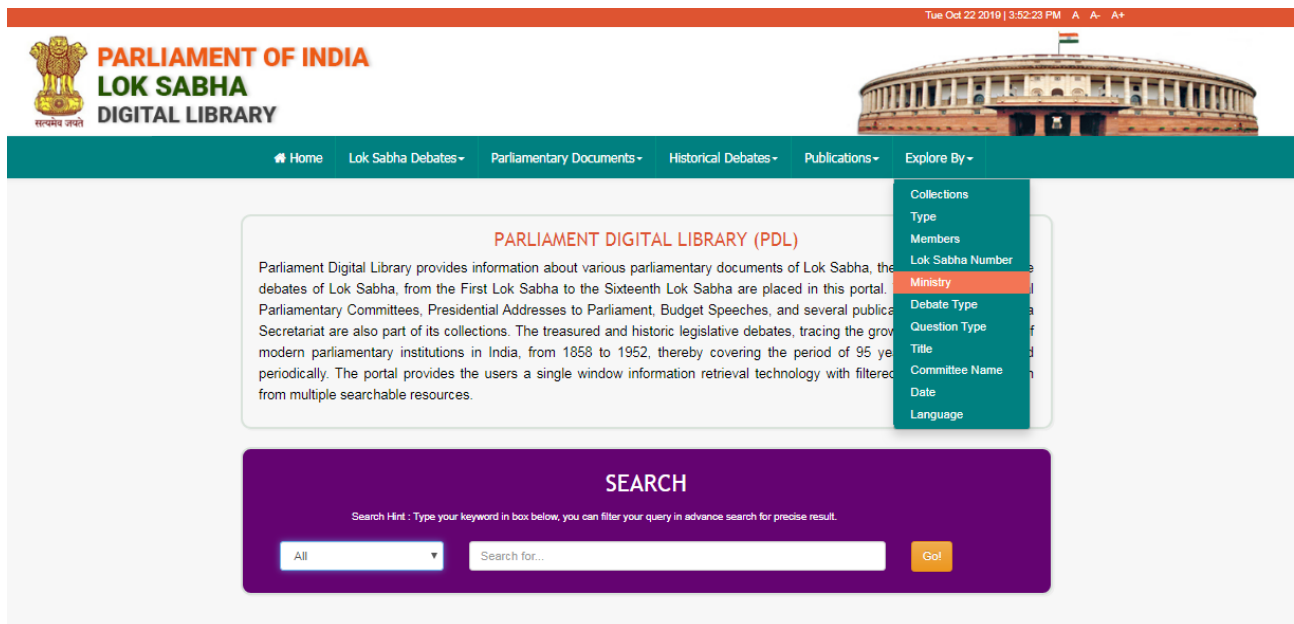 Tue Oct 22 2019 | 3:52:23 PM A A- A+
PARLIAMENT OF INDIA
LOK SABHA
DIGITAL LIBRARY
सत्यमेव जयते
Home Lok Sabha Debates Parliamentary Documents Historical Debates Publications Explore By
Collections
Type
Members
Lok Sabha Number
Ministry
Debate Type
Question Type
Title
Committee Name
Date
Language
PARLIAMENT DIGITAL LIBRARY (PDL)
Parliament Digital Library provides information about various parliamentary documents of Lok Sabha, the
debates of Lok Sabha, from the First Lok Sabha to the Sixteenth Lok Sabha are placed in this portal.
Parliamentary Committees, Presidential Addresses to Parliament, Budget Speeches, and several publica
Secretariat are also part of its collections. The treasured and historic legislative debates, tracing the grow
modern parliamentary institutions in India, from 1858 to 1952, thereby covering the period of 95 ye
periodically. The portal provides the users a single window information retrieval technology with filtered
from multiple searchable resources.
SEARCH
Search Hint : Type your keyword in box below, you can filter your query in advance search for precise result.
All Search for... Go!